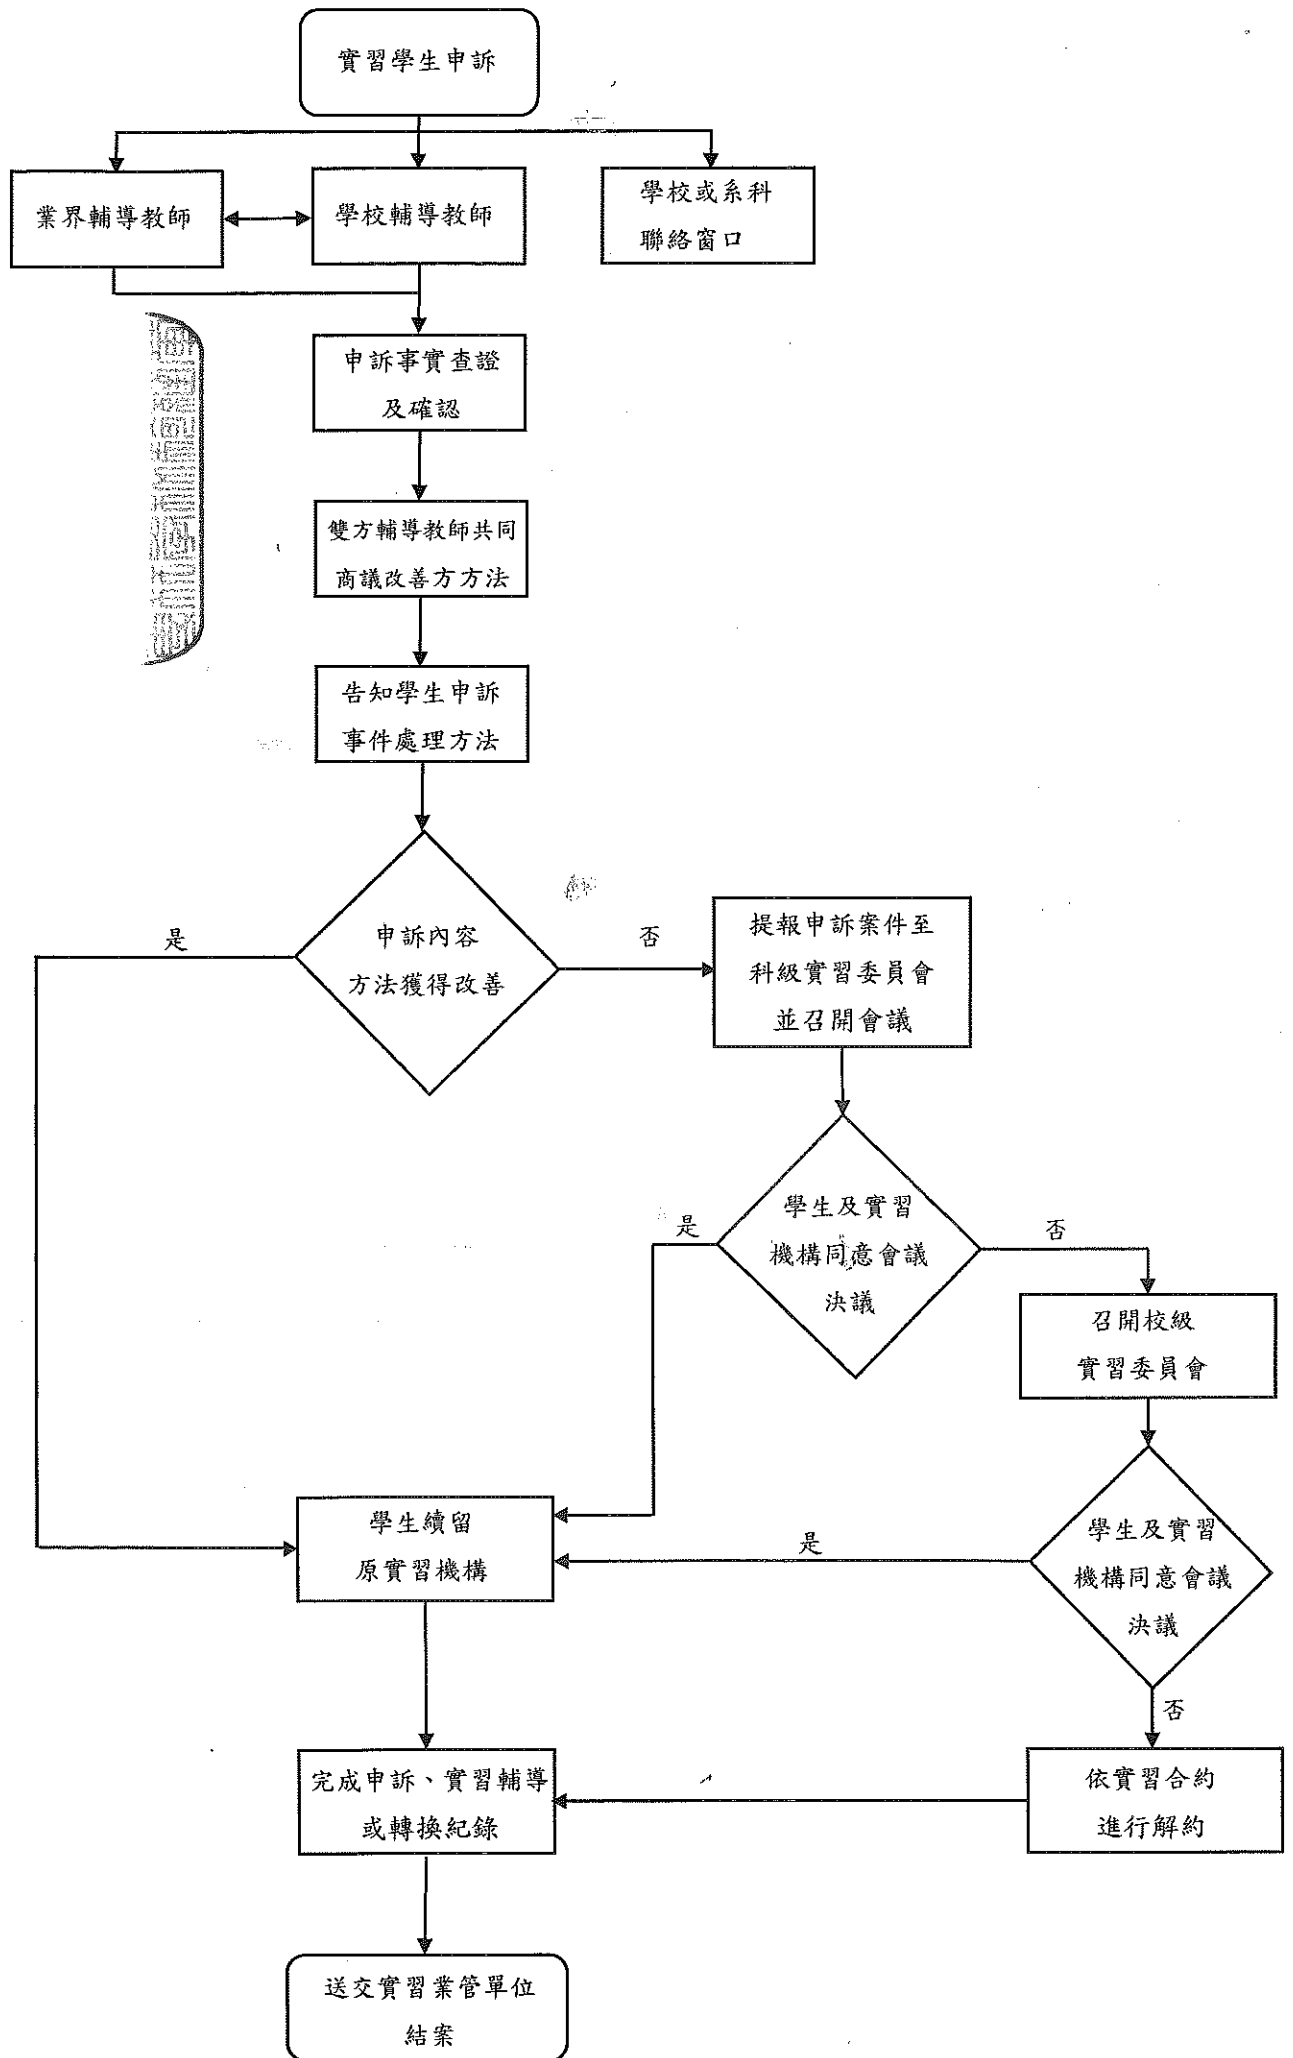 實習學生申訴
業界輔導教師
學校輔導教師
學校或系科
聯絡窗口
申訴事實查證
及確認
雙方輔導教師共同
商議改善方方法
告知學生申訴
事件處理方法
申訴內容
方法獲得改善
是
否
提報申訴案件至
科級實習委員會
並召開會議
學生及實習
機構同意會議
決議
是
否
召開校級
實習委員會
學生及實習
機構同意會議
決議
是
否
學生續留
原實習機構
依實習合約
進行解約
完成申訴、實習輔導
或轉換紀錄
送交實習業管單位
結案